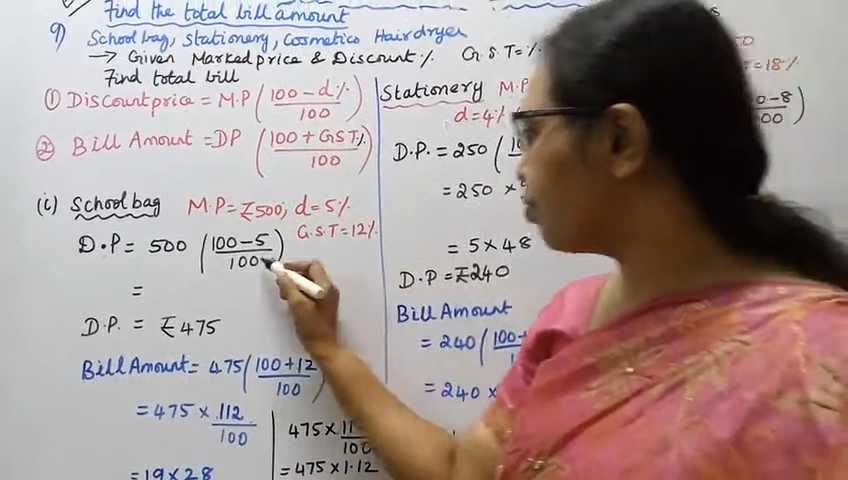 Find the total bill amount
9) School bag, Stationery, Cosmetics Hairdryer
→ Given Marked price & Discount % G.S.T = %
Find total bill
① Discount price = M.P (100 - d% / 100)
② Bill Amount = DP (100 + GST% / 100)
(i) School bag M.P = ₹500; d = 5%
G.S.T = 12%
D.P = 500 (100 - 5 / 100)
=
D.P. = ₹475
Bill Amount = 475 (100 + 12 / 100)
= 475 × 112 / 100
= 19 × 28
475 × 11 / 100
= 475 × 1.12
Stationery M.P
d = 4%
D.P. = 250 (
= 250 ×
= 5 × 48
D.P = ₹240
Bill Amount
= 240 (100 + / 1
= 240 ×
= 18%
0 - 8 / 100 )